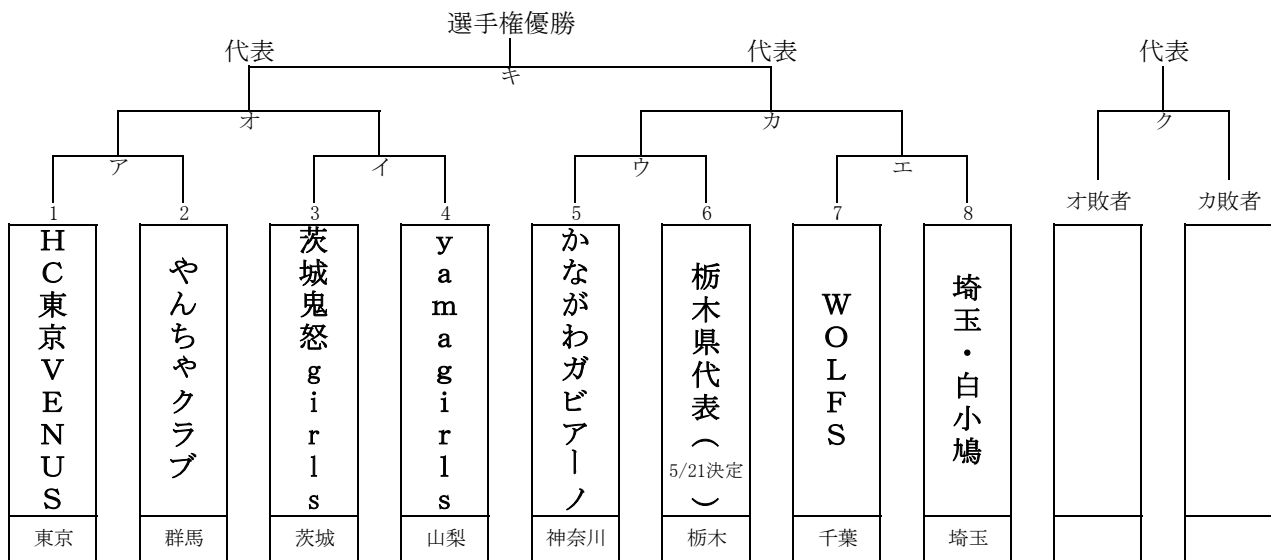 選手権優勝
代表
代表
代表
キ
オ
カ
ク
ア
イ
ウ
エ
オ敗者
カ敗者
1
2
3
4
5
6
7
8
HC東京VENUS
やんちゃクラブ
茨城鬼怒girls
yamagirls
かながわガビアーノ
栃木県代表(5/21決定)
WOLFS
埼玉・白小鳩
東京
群馬
茨城
山梨
神奈川
栃木
千葉
埼玉